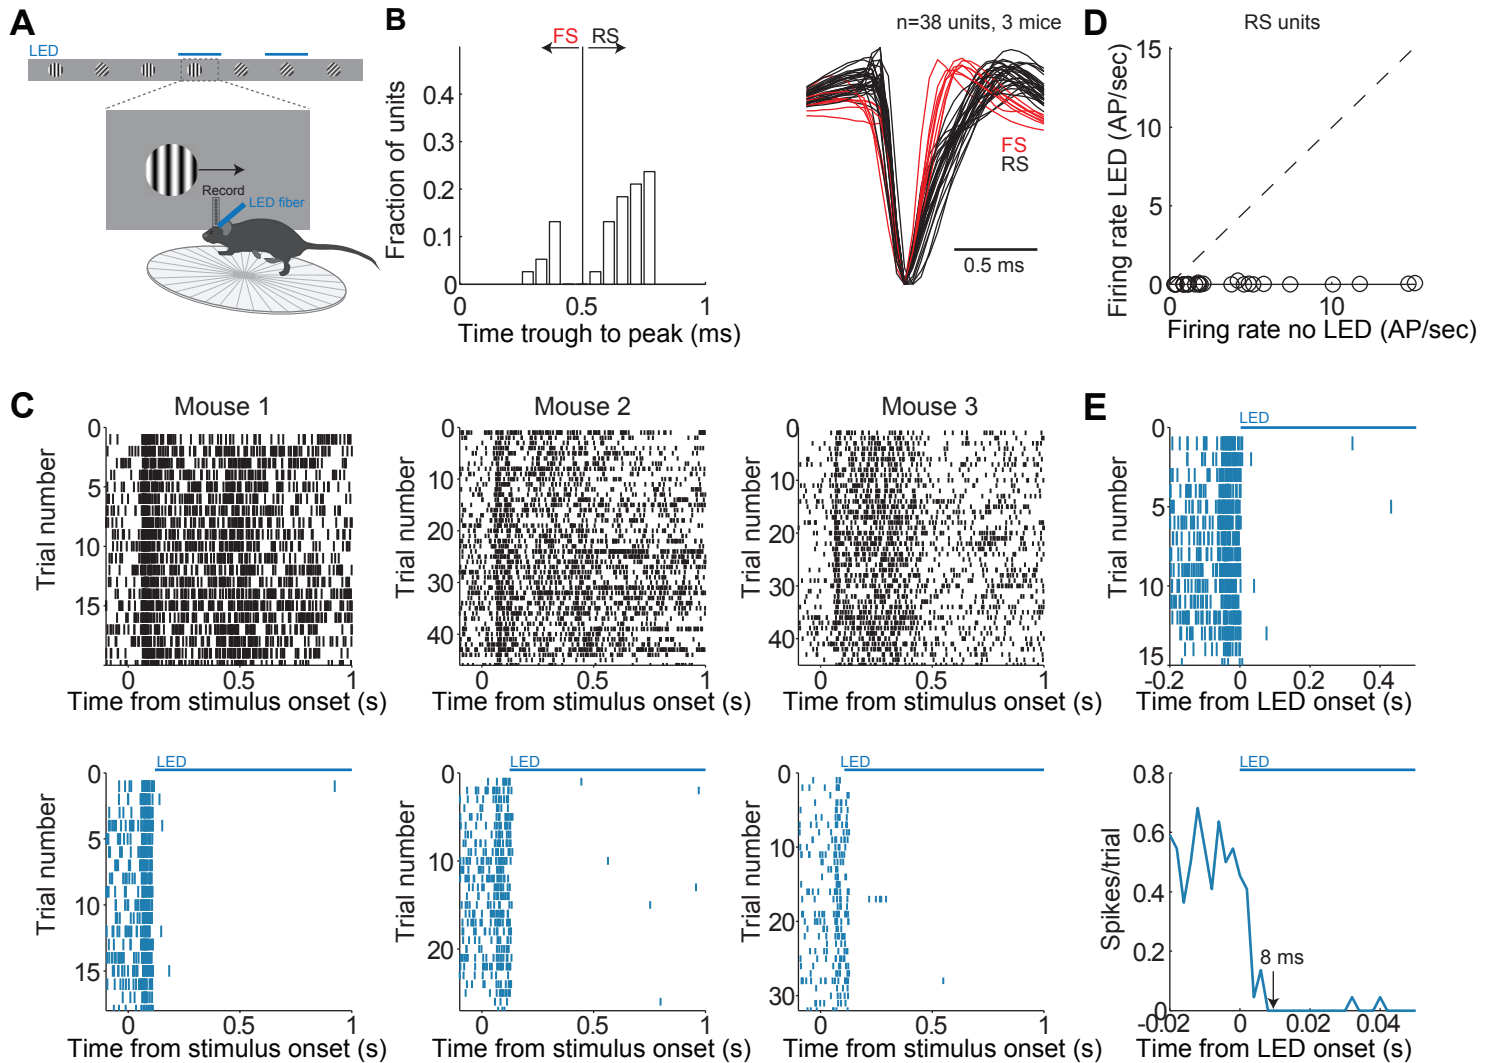 A
LED
Record
LED fiber
B
FS RS
Fraction of units
0.4
0.3
0.2
0.1
0
0 0.5 1
Time trough to peak (ms)
n=38 units, 3 mice
FS
RS
0.5 ms
D
RS units
Firing rate LED (AP/sec)
15
10
5
0
0 10
Firing rate no LED (AP/sec)
C
Mouse 1
Trial number
0
5
10
15
0 0.5 1
Time from stimulus onset (s)
Mouse 2
Trial number
0
10
20
30
40
0 0.5 1
Time from stimulus onset (s)
Mouse 3
Trial number
0
10
20
30
40
0 0.5 1
Time from stimulus onset (s)
LED
Trial number
0
5
10
15
0 1
Time from stimulus onset (s)
LED
Trial number
0
10
20
0 0.5 1
Time from stimulus onset (s)
LED
Trial number
0
10
20
30
0 0.5 1
Time from stimulus onset (s)
E
LED
Trial number
0
5
10
15
-0.2 0 0.2 0.4
Time from LED onset (s)
LED
Spikes/trial
0.8
0.6
0.4
0.2
0
8 ms
-0.02 0 0.02 0.04
Time from LED onset (s)